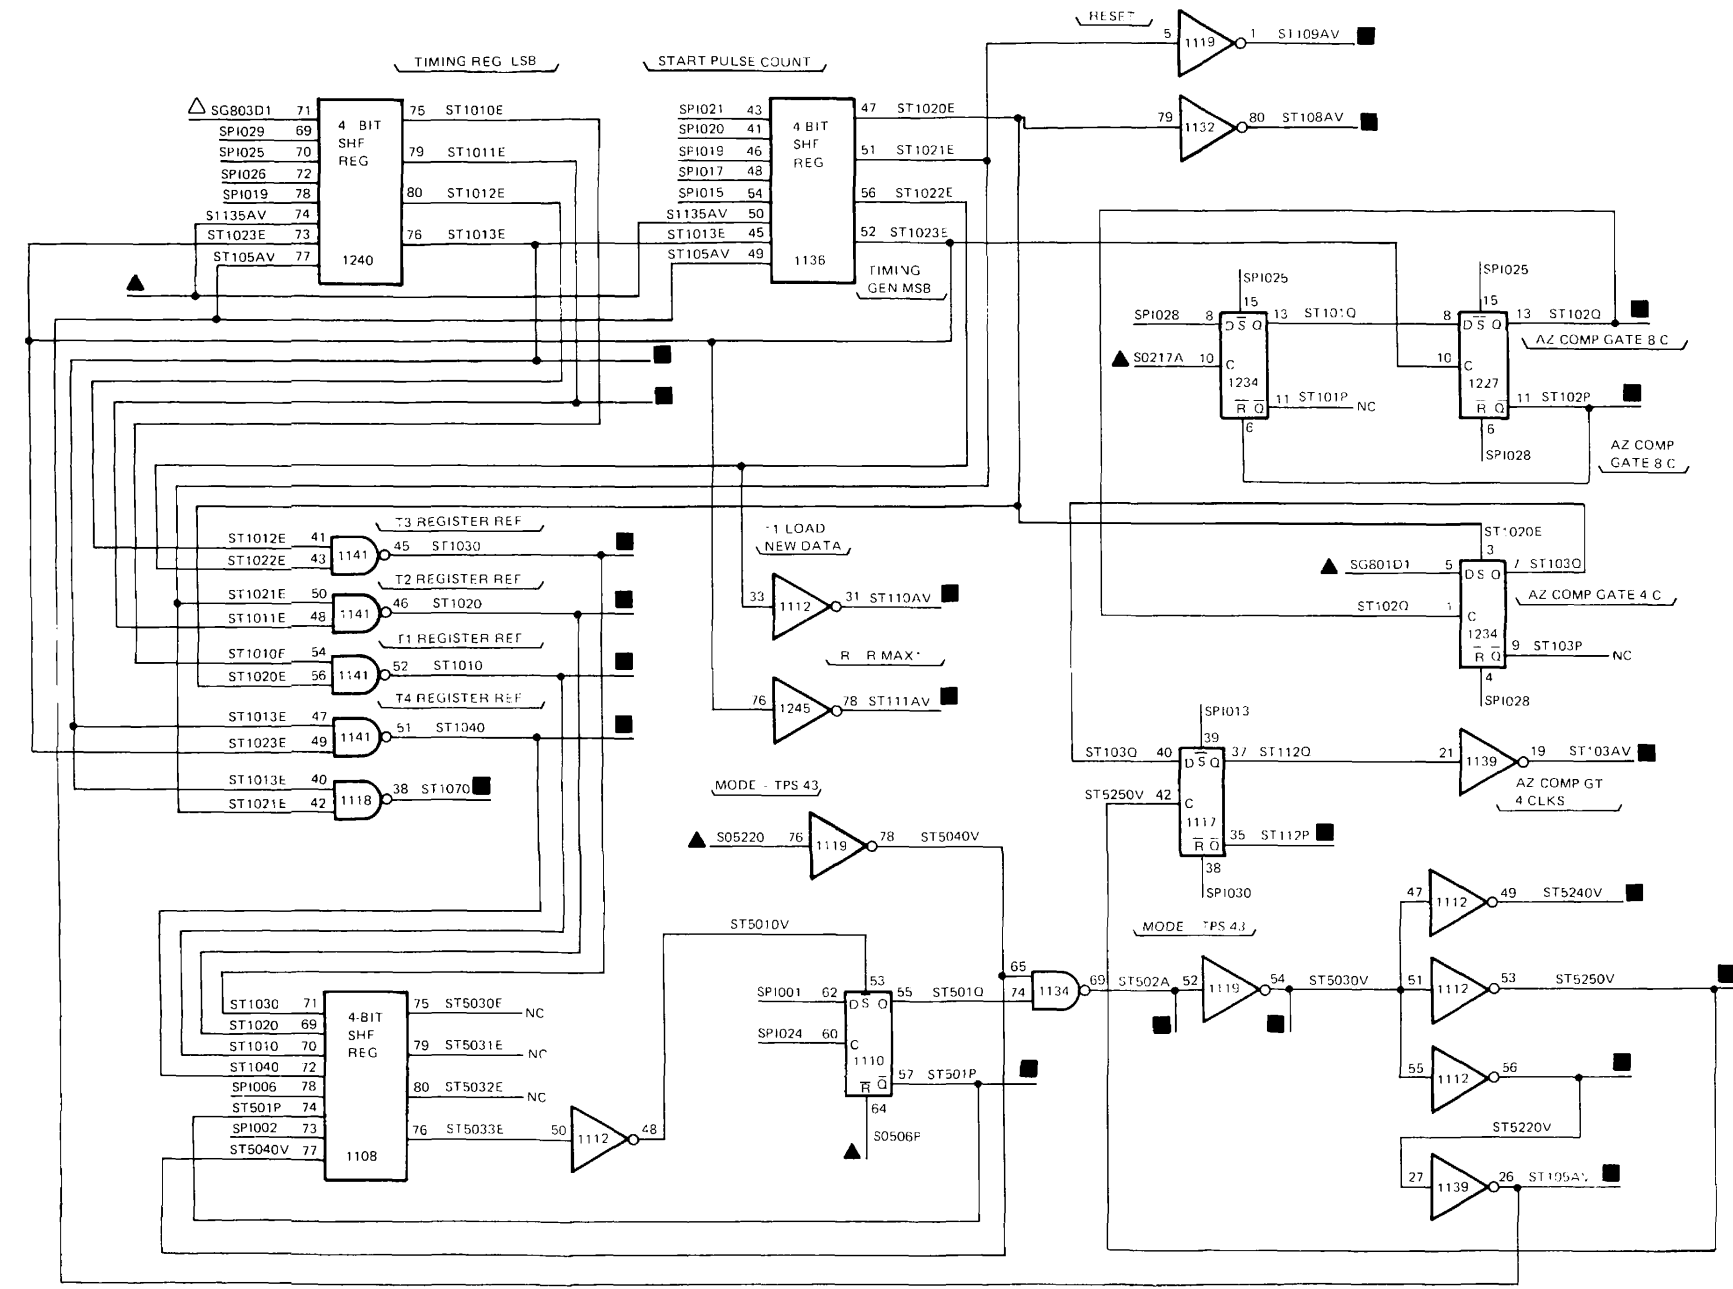 RESET
5 1119 1 S1109AV
TIMING REG LSB
START PULSE COUNT
79 1132 80 ST108AV
SG803D1 71
SPI029 69
SPI025 70
SPI026 72
SPI019 78
S1135AV 74
ST1023E 73
ST105AV 77
4 BIT
SHF
REG
1240
75 ST1010E
79 ST1011E
80 ST1012E
76 ST1013E
SPI021 43
SPI020 41
SPI019 46
SPI017 48
SPI015 54
S1135AV 50
ST1013E 45
ST105AV 49
4 BIT
SHF
REG
1136
47 ST1020E
51 ST1021E
56 ST1022E
52 ST1023E
TIMING
GEN MSB
SPI025
15
SPI028 8 D S Q 13 ST101Q
S0217A 10 C
1234
R Q 11 ST101P NC
6
SPI025
15
8 D S Q 13 ST102Q
AZ COMP GATE 8 C
10 C
1227
R Q 11 ST102P
6
SPI028
AZ COMP
GATE 8 C
T3 REGISTER REF
ST1012E 41
ST1022E 43
1141 45 ST1030
T2 REGISTER REF
ST1021E 50
ST1011E 48
1141 46 ST1020
T1 REGISTER REF
ST1010E 54
ST1020E 56
1141 52 ST1010
T4 REGISTER REF
ST1013E 47
ST1023E 49
1141 51 ST1040
ST1013E 40
ST1021E 42
1118 38 ST1070
T1 LOAD
NEW DATA
33 1112 31 ST110AV
R R MAX
76 1245 78 ST111AV
ST1020E
3
SG801D1 5 D S Q 7 ST103Q
AZ COMP GATE 4 C
ST102Q 1 C
1234
R Q 9 ST103P NC
4
SPI028
SPI013
39
ST103Q 40 D S Q 37 ST112Q
ST5250V 42 C
1117
R Q 35 ST112P
38
SPI030
21 1139 19 ST103AV
AZ COMP GT
4 CLKS
MODE - TPS 43
S05220 76 1119 78 ST5040V
ST5010V
53
SPI001 62 D S Q 55 ST501Q
SPI024 60 C
1110
R Q 57 ST501P
64
S0506P
65
74 1134 69 ST502A
MODE TPS 43
52 1119 54 ST5030V
47 1112 49 ST5240V
51 1112 53 ST5250V
55 1112 56
ST5220V
27 1139 26 ST105AV
ST1030 71
ST1020 69
ST1010 70
ST1040 72
SPI006 78
ST501P 74
SPI002 73
ST5040V 77
4-BIT
SHF
REG
1108
75 ST5030E NC
79 ST5031E NC
80 ST5032E NC
76 ST5033E
50 1112 48